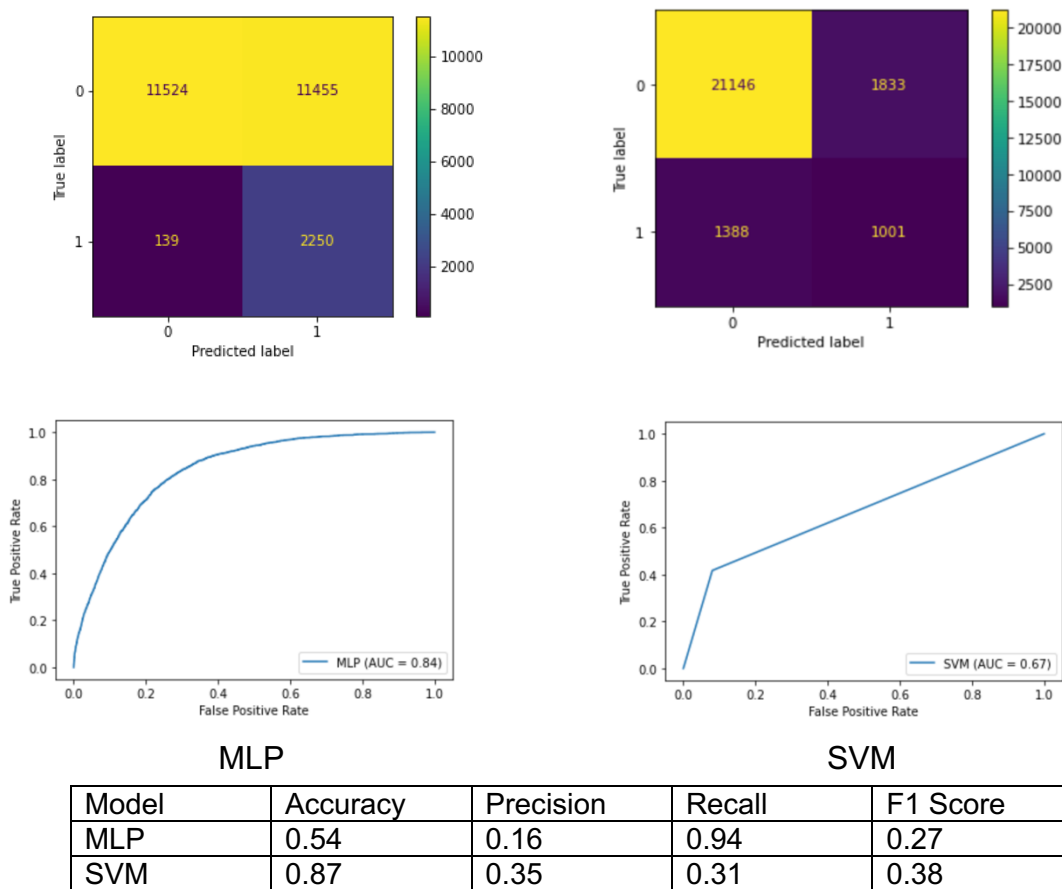 0
11524
11455
1
139
2250
0
1
True label
Predicted label
10000
8000
6000
4000
2000
0
21146
1833
1
1388
1001
0
1
True label
Predicted label
20000
17500
15000
12500
10000
7500
5000
2500
1.0
0.8
0.6
0.4
0.2
0.0
True Positive Rate
MLP (AUC = 0.84)
0.0 0.2 0.4 0.6 0.8 1.0
False Positive Rate
1.0
0.8
0.6
0.4
0.2
0.0
True Positive Rate
SVM (AUC = 0.67)
0.0 0.2 0.4 0.6 0.8 1.0
False Positive Rate
MLP
SVM
Model Accuracy Precision Recall F1 Score
MLP 0.54 0.16 0.94 0.27
SVM 0.87 0.35 0.31 0.38